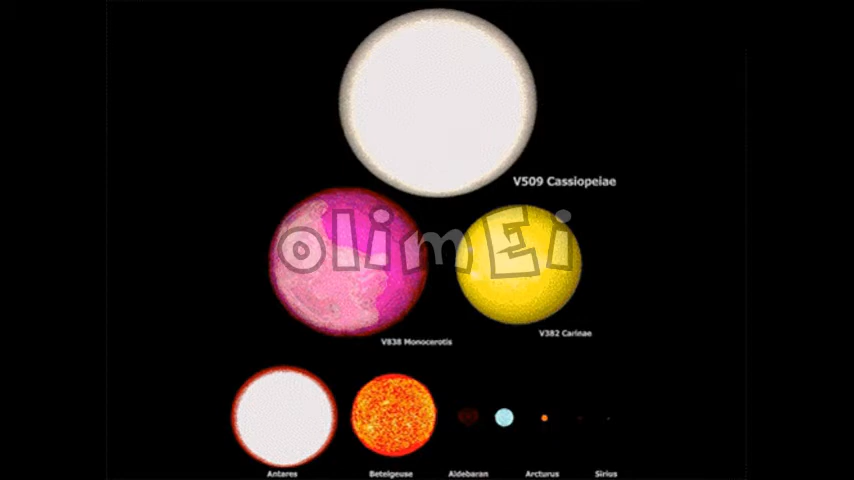 V509 Cassiopeiae
olimEi
V838 Monocerotis
V382 Carinae
Antares
Betelgeuse
Aldebaran
Arcturus
Sirius